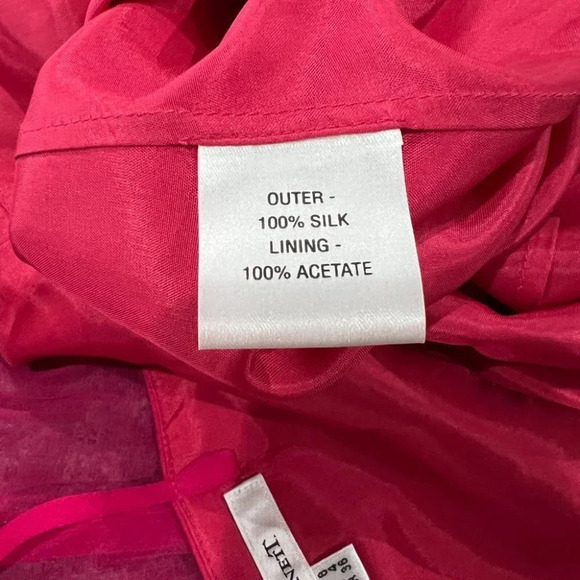 OUTER -
100% SILK
LINING -
100% ACETATE